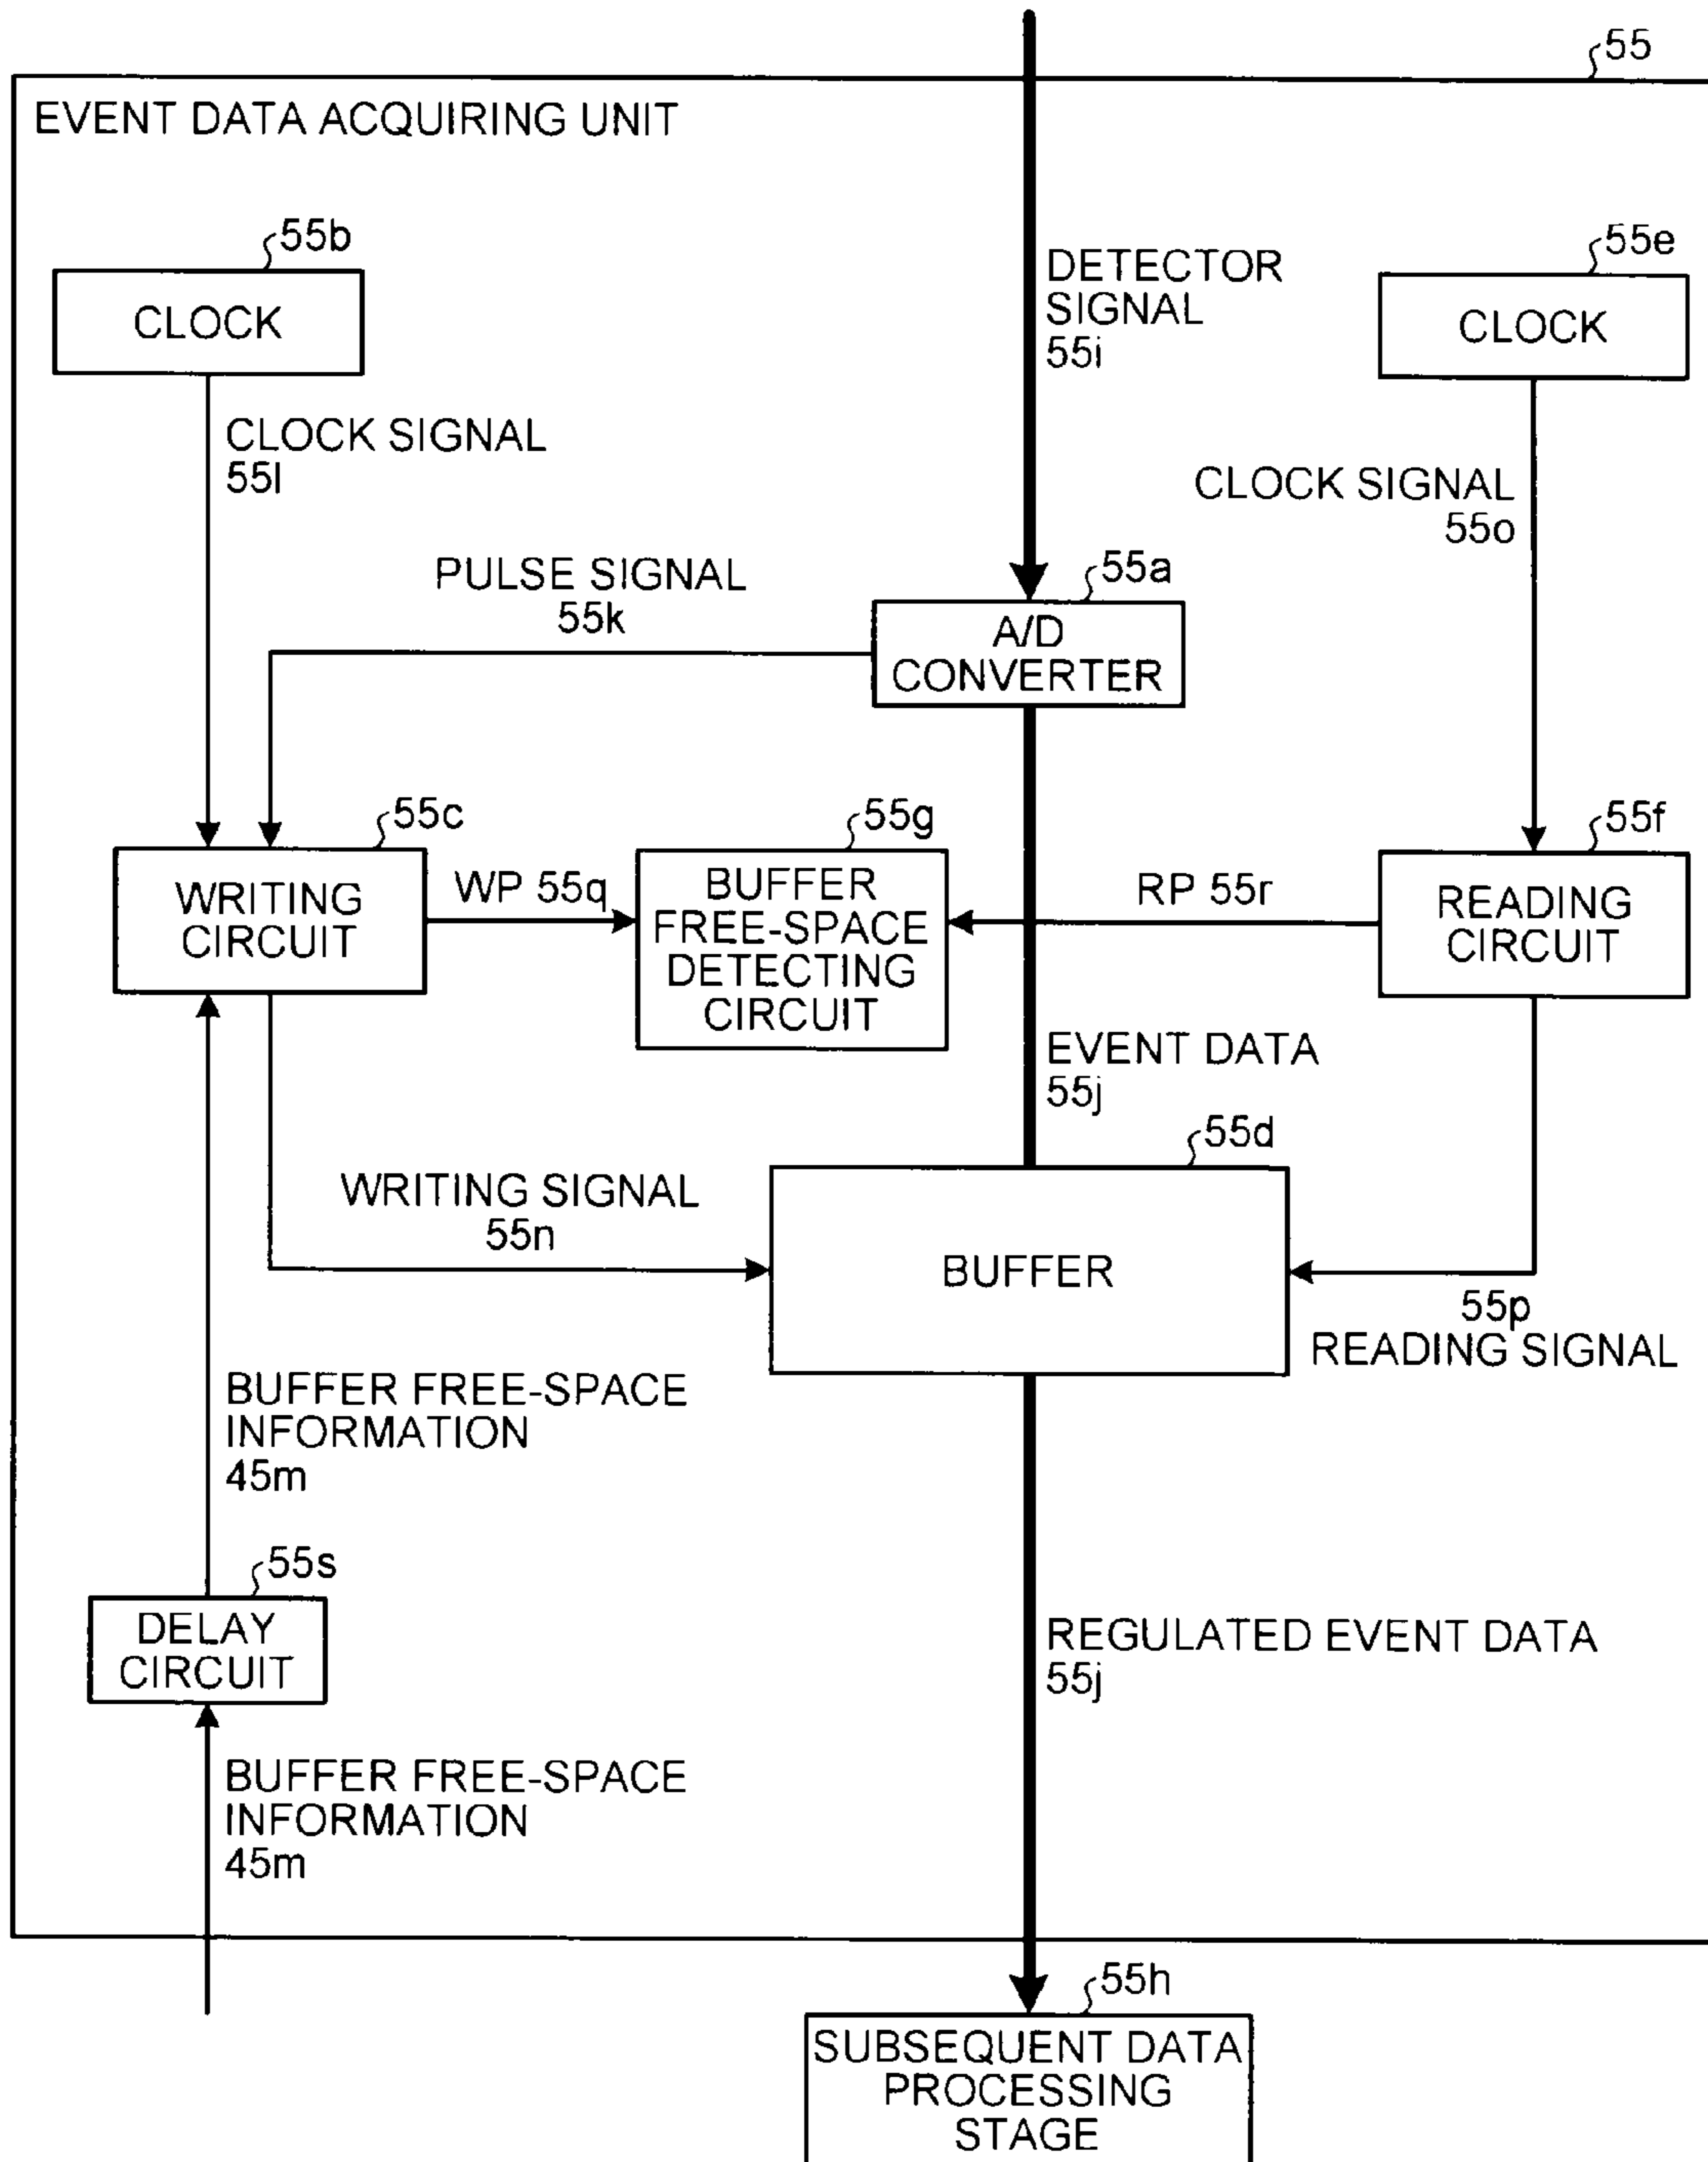 55
EVENT DATA ACQUIRING UNIT
55b
CLOCK
DETECTOR
SIGNAL
55i
55e
CLOCK
CLOCK SIGNAL
55l
CLOCK SIGNAL
55o
PULSE SIGNAL
55k
55a
A/D
CONVERTER
55c
WRITING
CIRCUIT
WP 55q
55g
BUFFER
FREE-SPACE
DETECTING
CIRCUIT
RP 55r
55f
READING
CIRCUIT
EVENT DATA
55j
55d
BUFFER
WRITING SIGNAL
55n
55p
READING SIGNAL
BUFFER FREE-SPACE
INFORMATION
45m
55s
DELAY
CIRCUIT
REGULATED EVENT DATA
55j
BUFFER FREE-SPACE
INFORMATION
45m
55h
SUBSEQUENT DATA
PROCESSING
STAGE